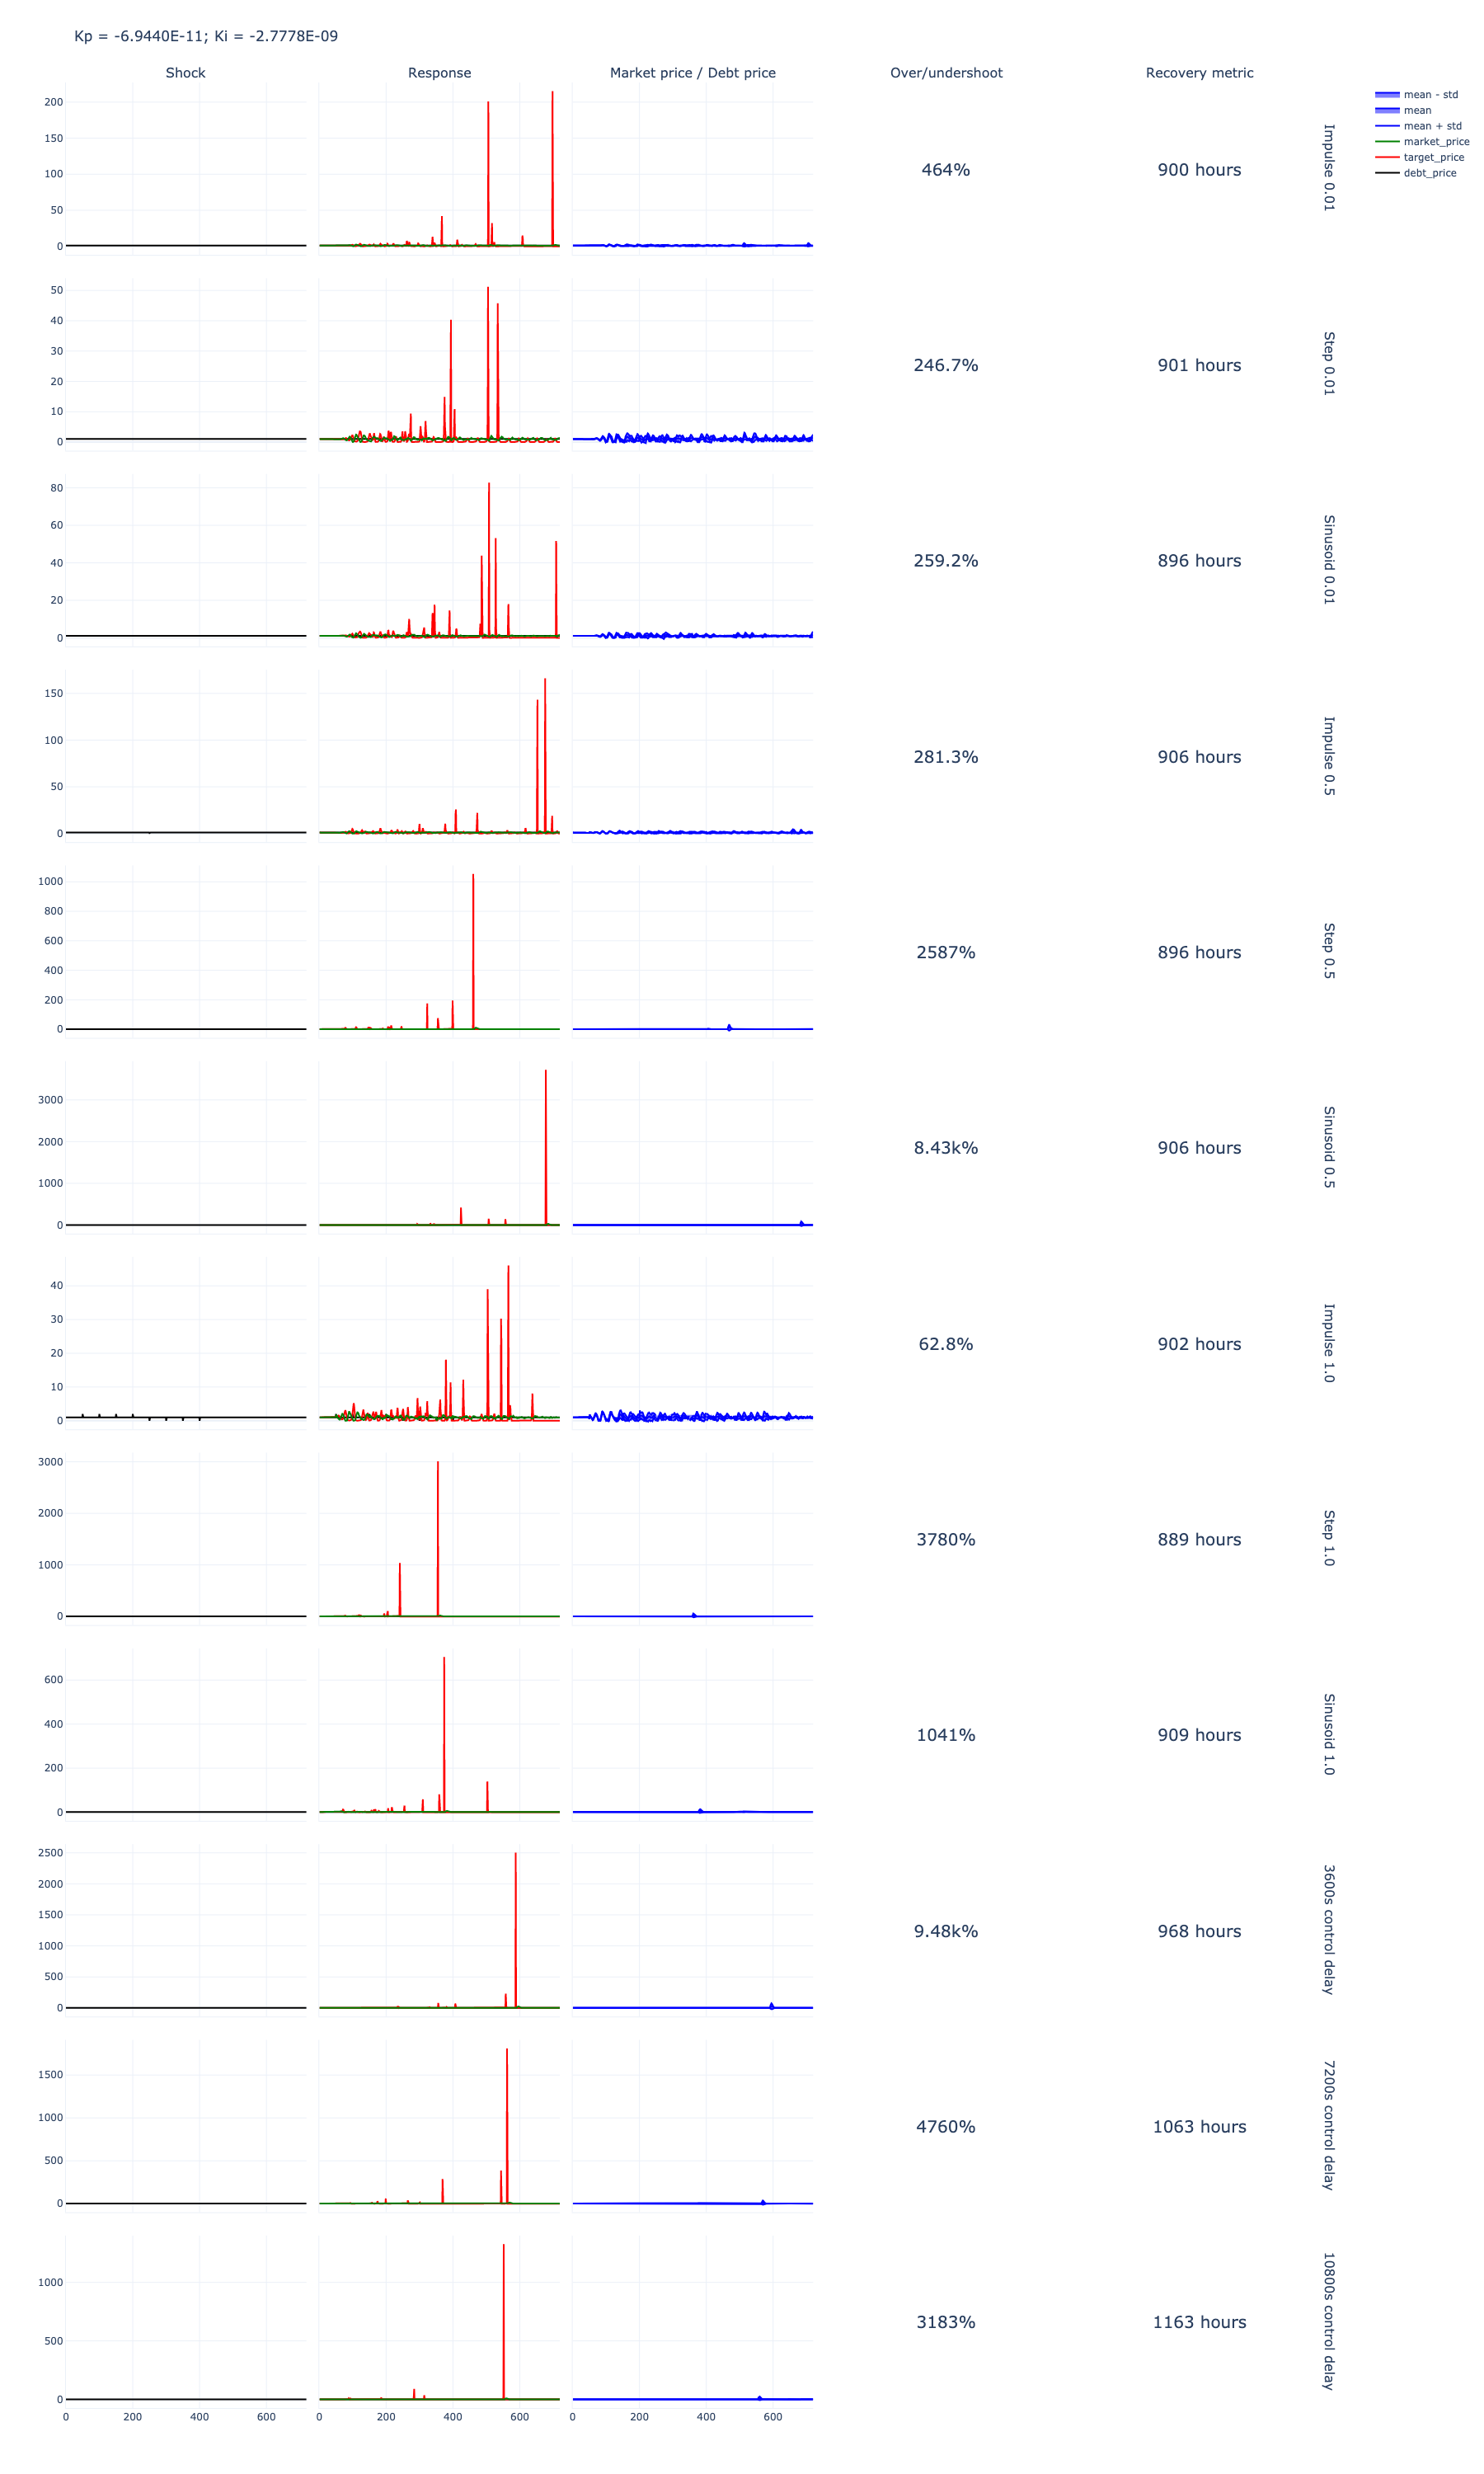 Kp = -6.9440E-11; Ki = -2.7778E-09
Shock
Response
Market price / Debt price
Over/undershoot
Recovery metric
mean - std
mean
mean + std
market_price
target_price
debt_price
200
150
100
50
0
464%
900 hours
Impulse 0.01
50
40
30
20
10
0
246.7%
901 hours
Step 0.01
80
60
40
20
0
259.2%
896 hours
Sinusoid 0.01
150
100
50
0
281.3%
906 hours
Impulse 0.5
1000
800
600
400
200
0
2587%
896 hours
Step 0.5
3000
2000
1000
0
8.43k%
906 hours
Sinusoid 0.5
40
30
20
10
0
62.8%
902 hours
Impulse 1.0
3000
2000
1000
0
3780%
889 hours
Step 1.0
600
400
200
0
1041%
909 hours
Sinusoid 1.0
2500
2000
1500
1000
500
0
9.48k%
968 hours
3600s control delay
1500
1000
500
0
4760%
1063 hours
7200s control delay
1000
500
0
3183%
1163 hours
10800s control delay
0 200 400 600
0 200 400 600
0 200 400 600